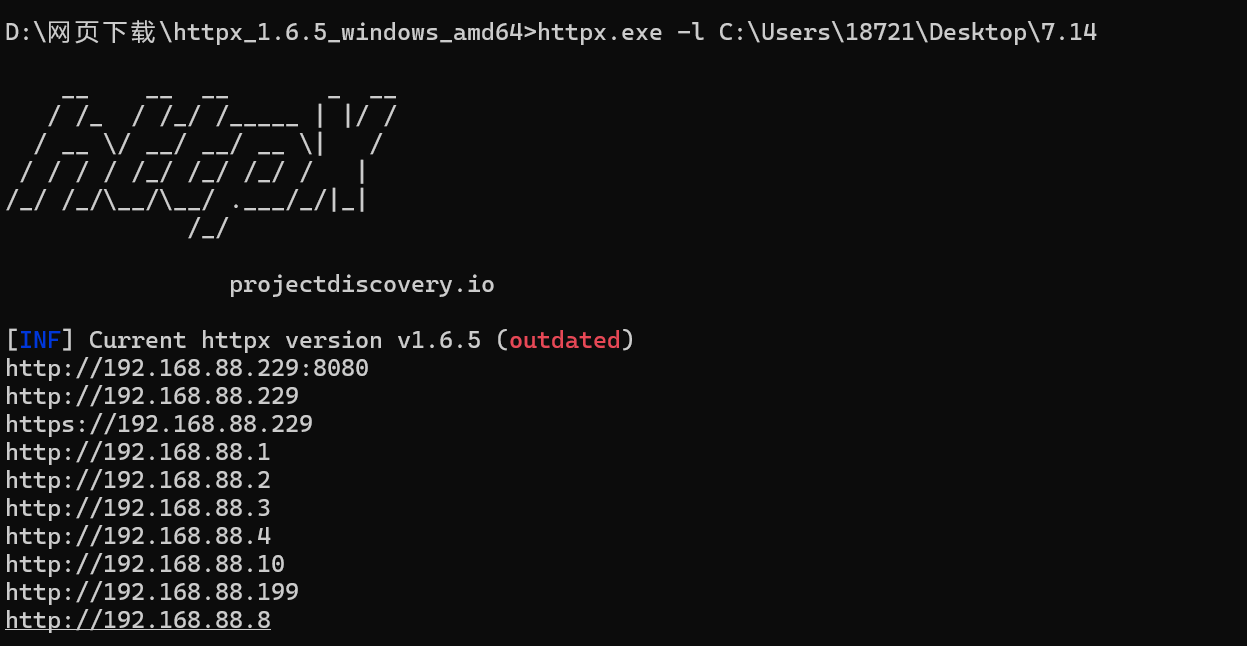 D:\网页下载\httpx_1.6.5_windows_amd64>httpx.exe -l C:\Users\18721\Desktop\7.14
    __    __  __       _  __
   / /_  / /_/ /_____ | |/ /
  / __ \/ __/ __/ __ \|   /
 / / / / /_/ /_/ /_/ /   |
/_/ /_/\__/\__/ .___/_/|_|
             /_/
projectdiscovery.io
[INF] Current httpx version v1.6.5 (outdated)
http://192.168.88.229:8080
http://192.168.88.229
https://192.168.88.229
http://192.168.88.1
http://192.168.88.2
http://192.168.88.3
http://192.168.88.4
http://192.168.88.10
http://192.168.88.199
http://192.168.88.8